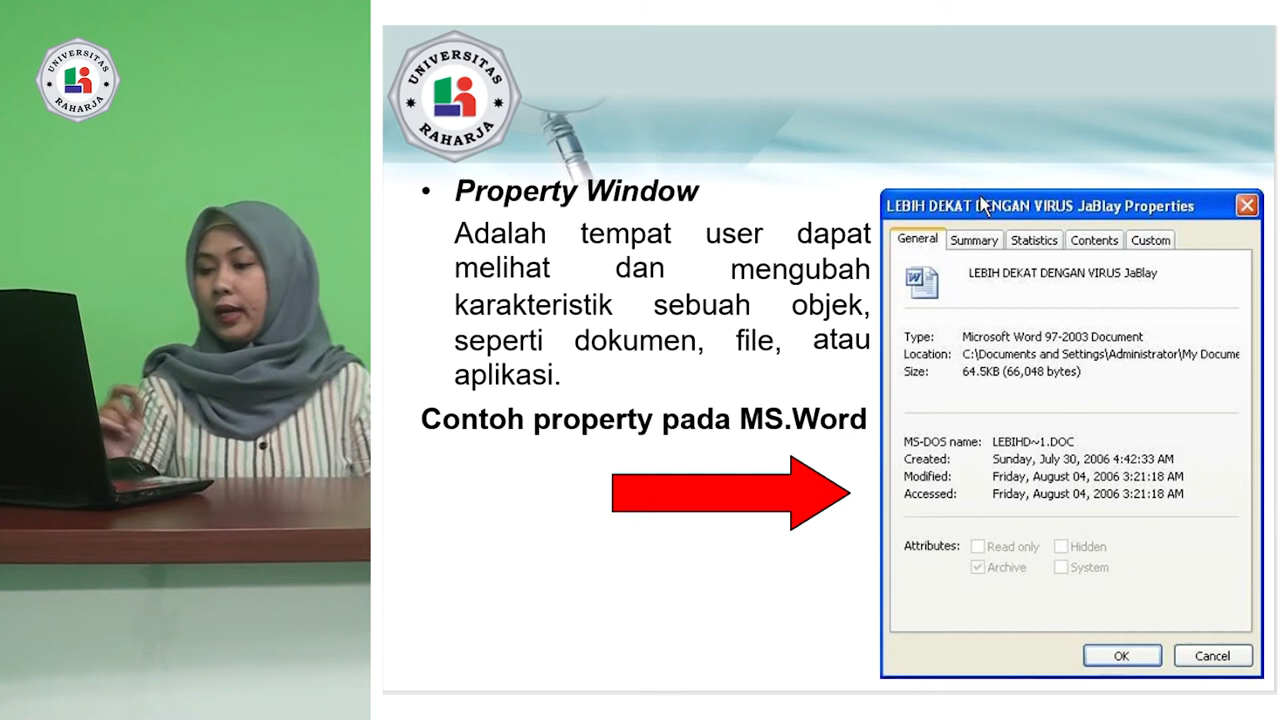 UNIVERSITAS
RAHARJA
UNIVERSITAS
RAHARJA
• Property Window
Adalah tempat user dapat
melihat dan mengubah
karakteristik sebuah objek,
seperti dokumen, file, atau
aplikasi.
Contoh property pada MS.Word
LEBIH DEKAT DENGAN VIRUS JaBlay Properties
General Summary Statistics Contents Custom
LEBIH DEKAT DENGAN VIRUS JaBlay
Type: Microsoft Word 97-2003 Document
Location: C:\Documents and Settings\Administrator\My Docume
Size: 64.5KB (66,048 bytes)
MS-DOS name: LEBIHD~1.DOC
Created: Sunday, July 30, 2006 4:42:33 AM
Modified: Friday, August 04, 2006 3:21:18 AM
Accessed: Friday, August 04, 2006 3:21:18 AM
Attributes: Read only Hidden
Archive System
OK Cancel